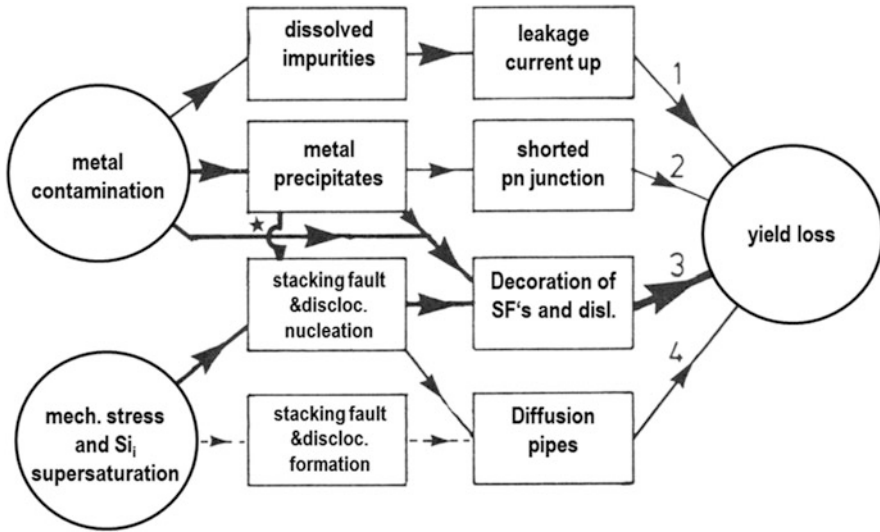 dissolved
impurities
leakage
current up
1
metal
contamination
metal
precipitates
shorted
pn junction
2
yield loss
★
stacking fault
&discloc.
nucleation
Decoration of
SF's and disl.
3
4
mech. stress
and Siᵢ
supersaturation
stacking fault
&discloc.
formation
Diffusion
pipes